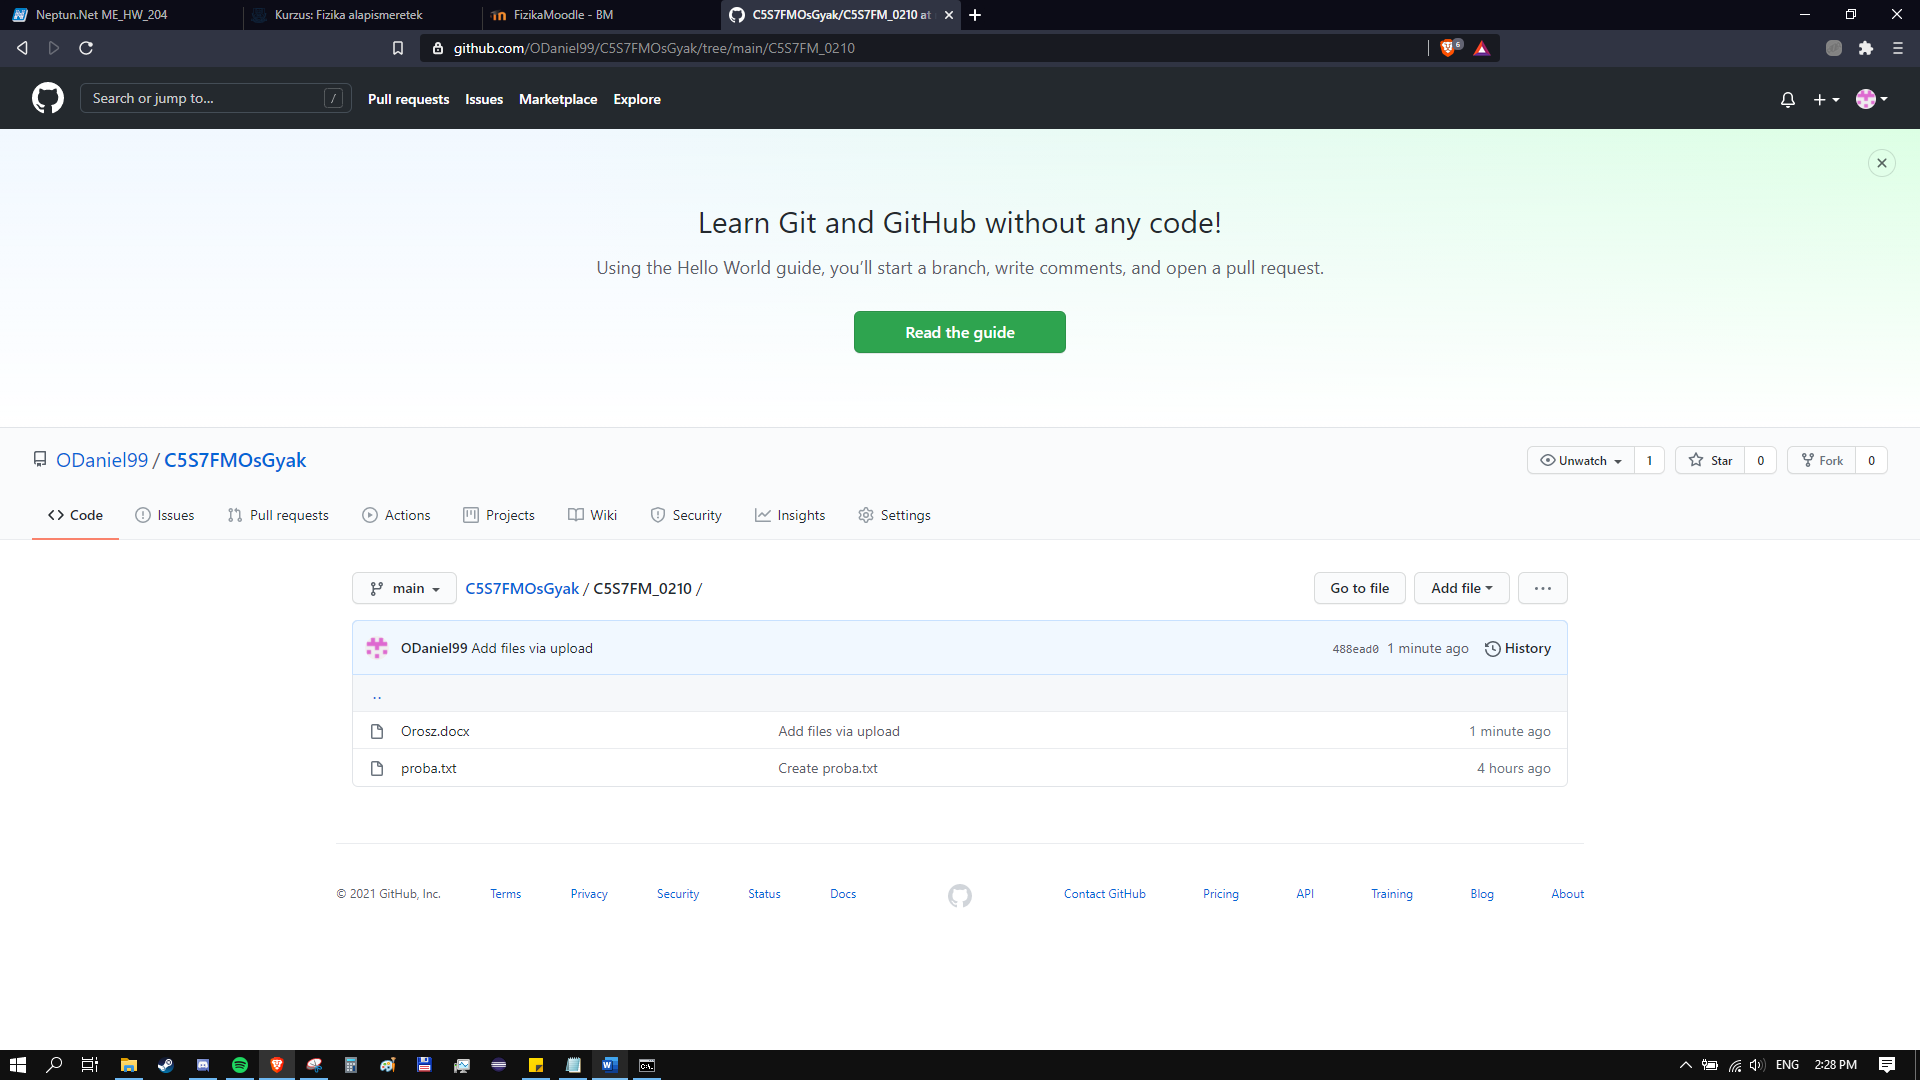 Neptun.Net ME_HW_204
Kurzus: Fizika alapismeretek
FizikaMoodle - BM
C5S7FMOsGyak/C5S7FM_0210 at
github.com/ODaniel99/C5S7FMOsGyak/tree/main/C5S7FM_0210
6
Search or jump to...
/
Pull requests
Issues
Marketplace
Explore
Learn Git and GitHub without any code!
Using the Hello World guide, you’ll start a branch, write comments, and open a pull request.
Read the guide
ODaniel99 / C5S7FMOsGyak
Unwatch
1
Star
0
Fork
0
Code
Issues
Pull requests
Actions
Projects
Wiki
Security
Insights
Settings
main
C5S7FMOsGyak / C5S7FM_0210 /
Go to file
Add file
...
ODaniel99 Add files via upload
488ead0 1 minute ago
History
..
Orosz.docx
Add files via upload
1 minute ago
proba.txt
Create proba.txt
4 hours ago
© 2021 GitHub, Inc.
Terms
Privacy
Security
Status
Docs
Contact GitHub
Pricing
API
Training
Blog
About
ENG
2:28 PM